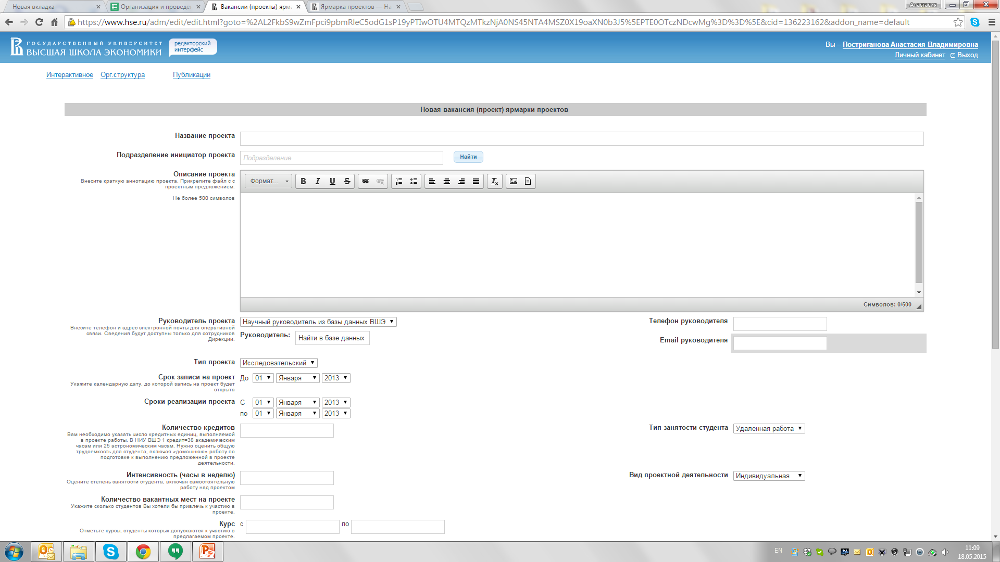 Новая вкладка
Организация и проведен
Вакансии (проекты) ярма
Ярмарка проектов — На
Анастасия
https://www.hse.ru/adm/edit/edit.html?goto=%2AL2FkbS9wZmFpci9pbmRleC5odG1sP19yPTIwOTU4MTQzMTkzNjA0NS45NTA4MSZ0X19oaXN0b3J5%5EPTE0OTczNDcwMg%3D%3D%5E&cid=136223162&addon_name=default
ГОСУДАРСТВЕННЫЙ УНИВЕРСИТЕТ
ВЫСШАЯ ШКОЛА ЭКОНОМИКИ
редакторский
интерфейс
Вы – Постриганова Анастасия Владимировна
Личный кабинет Выход
Интерактивное Орг.структура Публикации
Новая вакансия (проект) ярмарки проектов
Название проекта
Подразделение инициатор проекта Подразделение Найти
Описание проекта
Внесите краткую аннотацию проекта. Прикрепите файл с с
проектным предложением.
Не более 500 символов
Формат...
B I U S
Символов: 0/500
Руководитель проекта Научный руководитель из базы данных ВШЭ
Внесите телефон и адрес электронной почты для оперативной
связи. Сведения будут доступны только для сотрудников
Дирекции.
Руководитель: Найти в базе данных
Телефон руководителя
Email руководителя
Тип проекта Исследовательский
Срок записи на проект До 01 Января 2013
Укажите календарную дату, до которой запись на проект будет
открыта
Сроки реализации проекта С 01 Января 2013
по 01 Января 2013
Количество кредитов
Вам необходимо указать число кредитных единиц, выполняемой
в проекте работы. В НИУ ВШЭ 1 кредит=38 академическим
часам или 25 астрономическим часам. Нужно оценить общую
трудоемкость для студента, включая «домашнюю» работу по
подготовке к выполнению предложенной в проекте
деятельности.
Тип занятости студента Удаленная работа
Интенсивность (часы в неделю)
Оцените степень занятости студента, включая самостоятельную
работу над проектом
Вид проектной деятельности Индивидуальная
Количество вакантных мест на проекте
Укажите сколько студентов Вы хотели бы привлечь к участию в
проекте.
Курс с по
Отметьте курсы, студенты которых допускаются к участию в
предлагаемом проекте.
EN
11:09
18.05.2015